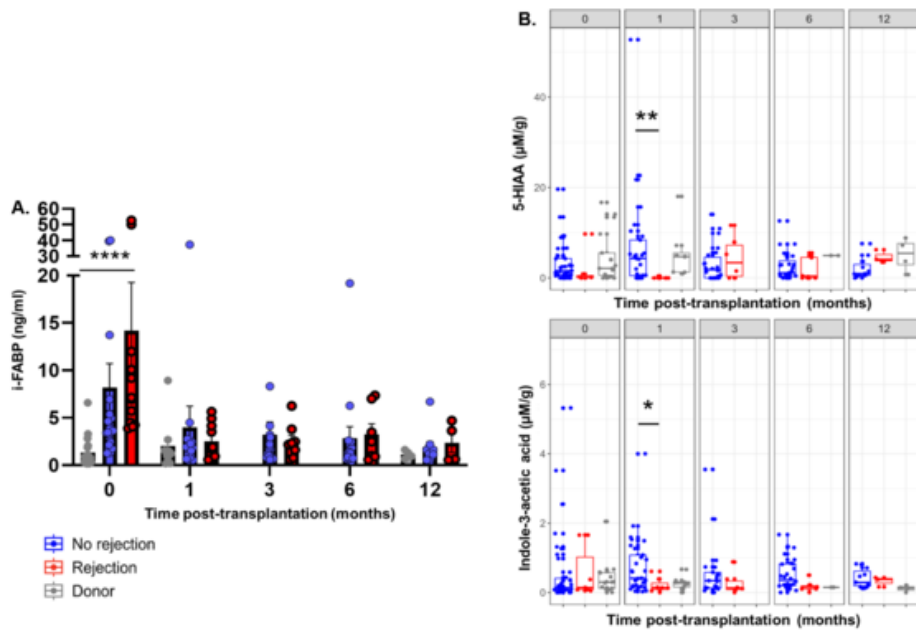 A.
60
50
40
30
20
15
10
5
0
****
i-FABP (ng/ml)
0 1 3 6 12
Time post-transplantation (months)
No rejection
Rejection
Donor
B.
0 1 3 6 12
40
20
0
**
5-HIAA (µM/g)
Time post-transplantation (months)
0 1 3 6 12
6
4
2
0
*
Indole-3-acetic acid (µM/g)
Time post-transplantation (months)